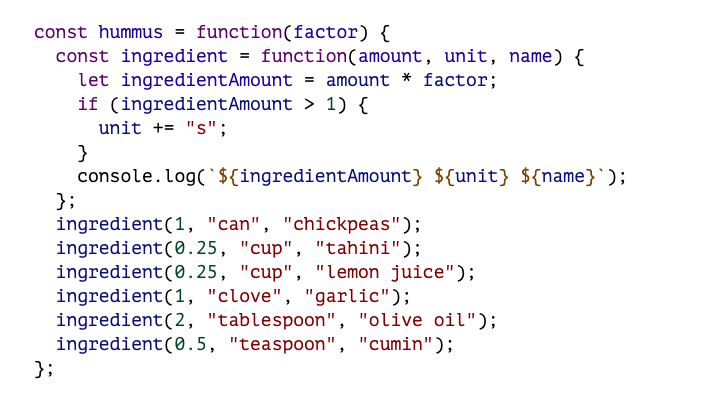 const hummus = function(factor) {
  const ingredient = function(amount, unit, name) {
    let ingredientAmount = amount * factor;
    if (ingredientAmount > 1) {
      unit += "s";
    }
    console.log(`${ingredientAmount} ${unit} ${name}`);
  };
  ingredient(1, "can", "chickpeas");
  ingredient(0.25, "cup", "tahini");
  ingredient(0.25, "cup", "lemon juice");
  ingredient(1, "clove", "garlic");
  ingredient(2, "tablespoon", "olive oil");
  ingredient(0.5, "teaspoon", "cumin");
};